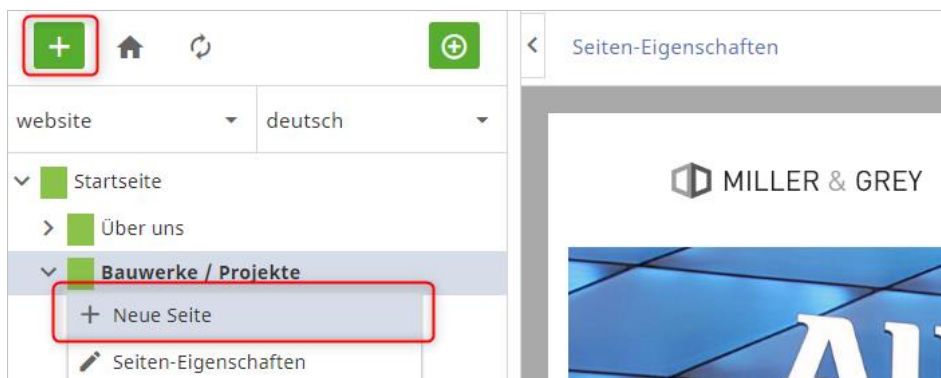 Seiten-Eigenschaften
website deutsch
Startseite
Über uns
Bauwerke / Projekte
Neue Seite
Seiten-Eigenschaften
MILLER & GREY